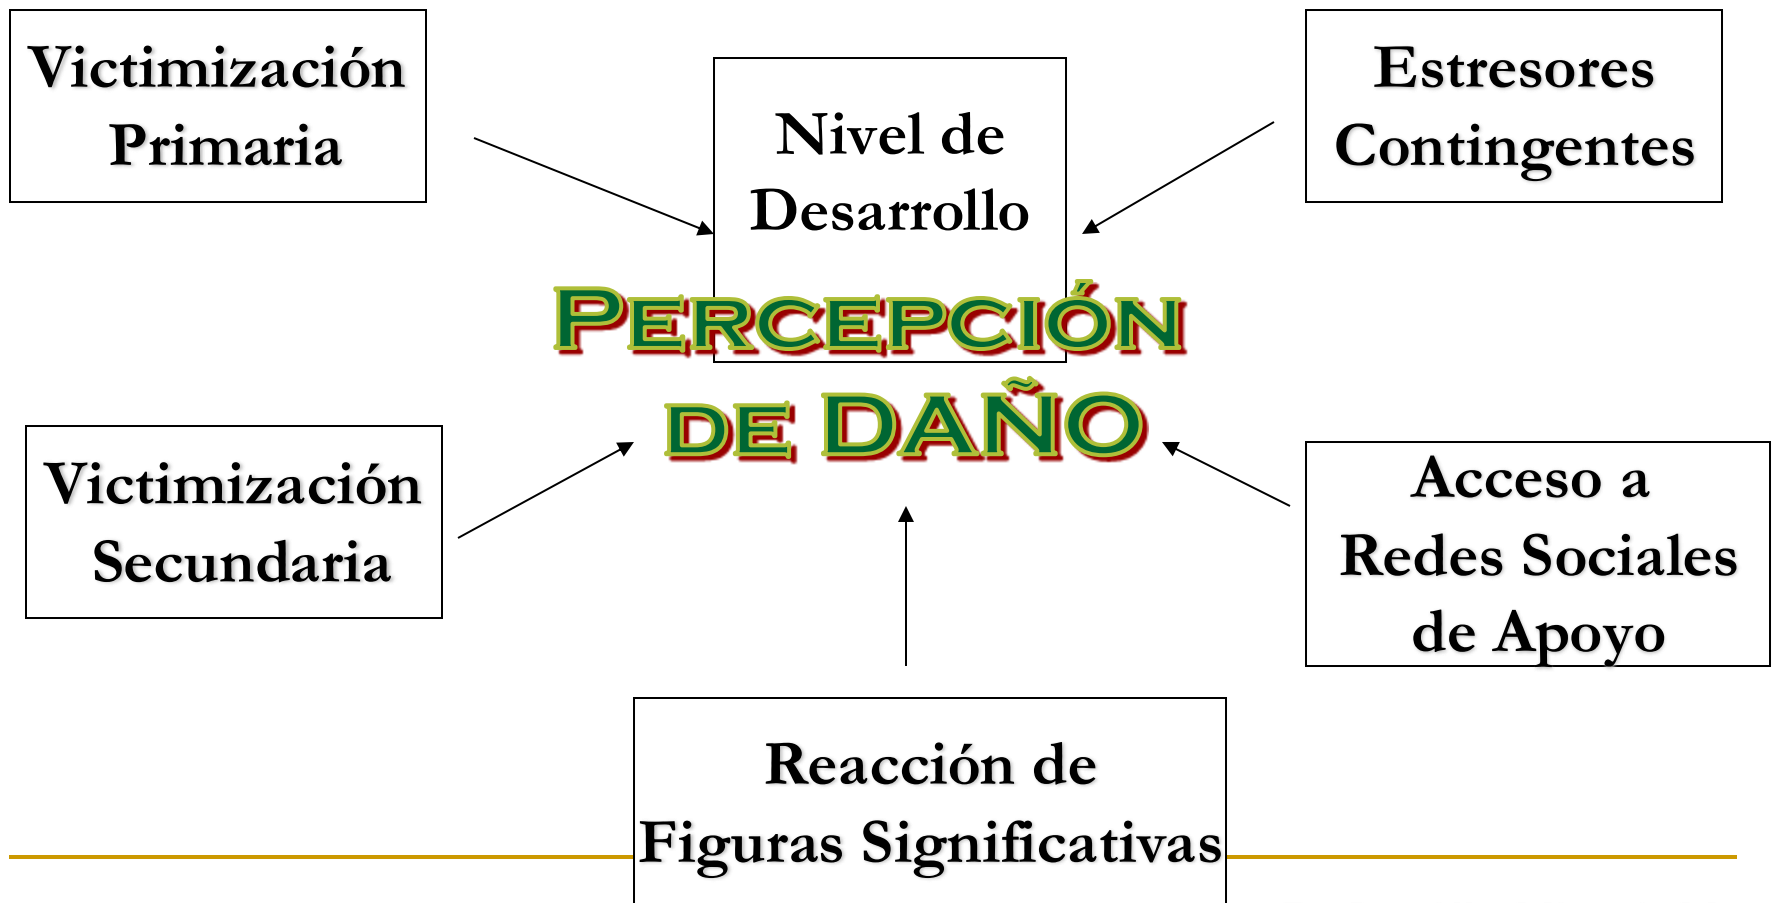 Victimización
Primaria
Nivel de
Desarrollo
Estresores
Contingentes
Percepción
de DAÑO
Victimización
Secundaria
Acceso a
Redes Sociales
de Apoyo
Reacción de
Figuras Significativas